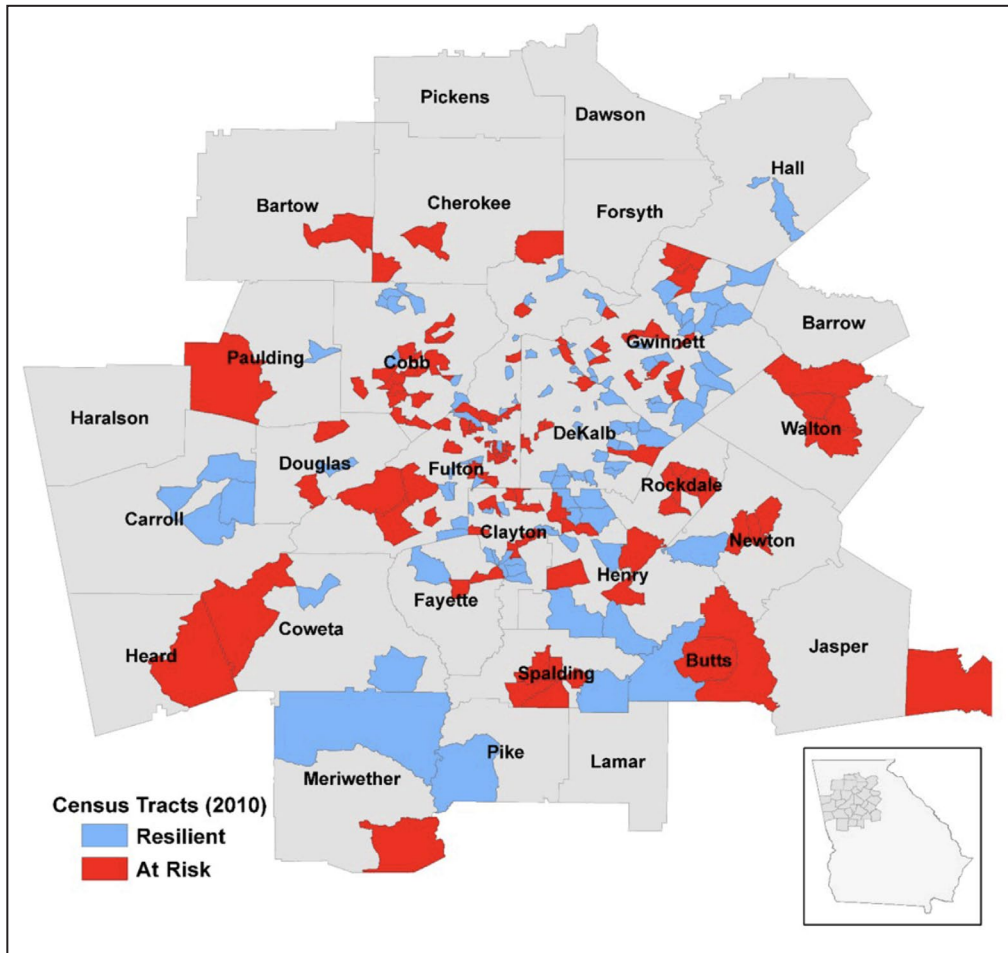 Pickens
Dawson
Hall
Bartow
Cherokee
Forsyth
Barrow
Gwinnett
Paulding
Cobb
Haralson
Walton
DeKalb
Douglas
Fulton
Rockdale
Carroll
Clayton
Newton
Henry
Fayette
Coweta
Heard
Jasper
Butts
Spalding
Pike
Lamar
Meriwether
Census Tracts (2010)
Resilient
At Risk